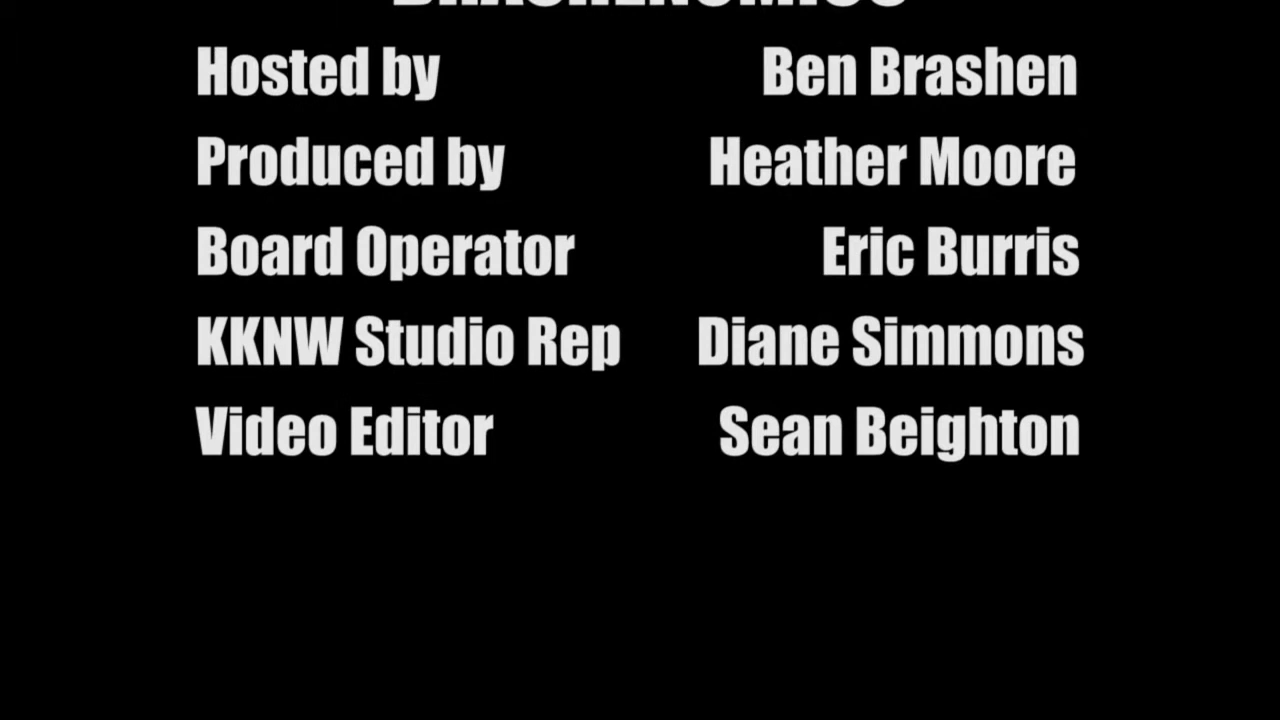 BRASHENOMICS
Hosted by Ben Brashen
Produced by Heather Moore
Board Operator Eric Burris
KKNW Studio Rep Diane Simmons
Video Editor Sean Beighton